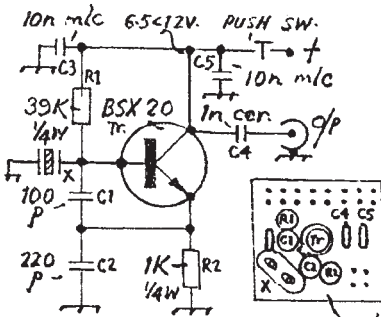 10n m/c 6.5<12V. PUSH SW. +
C3
R1 C5
10n m/c
39K BSX 20 1n cer. O/P
1/4W Tr. C4
X
100 C1
p
220 C2 1K R2
p 1/4W
R1 C4 C5
C1 Tr
C2 R2
X